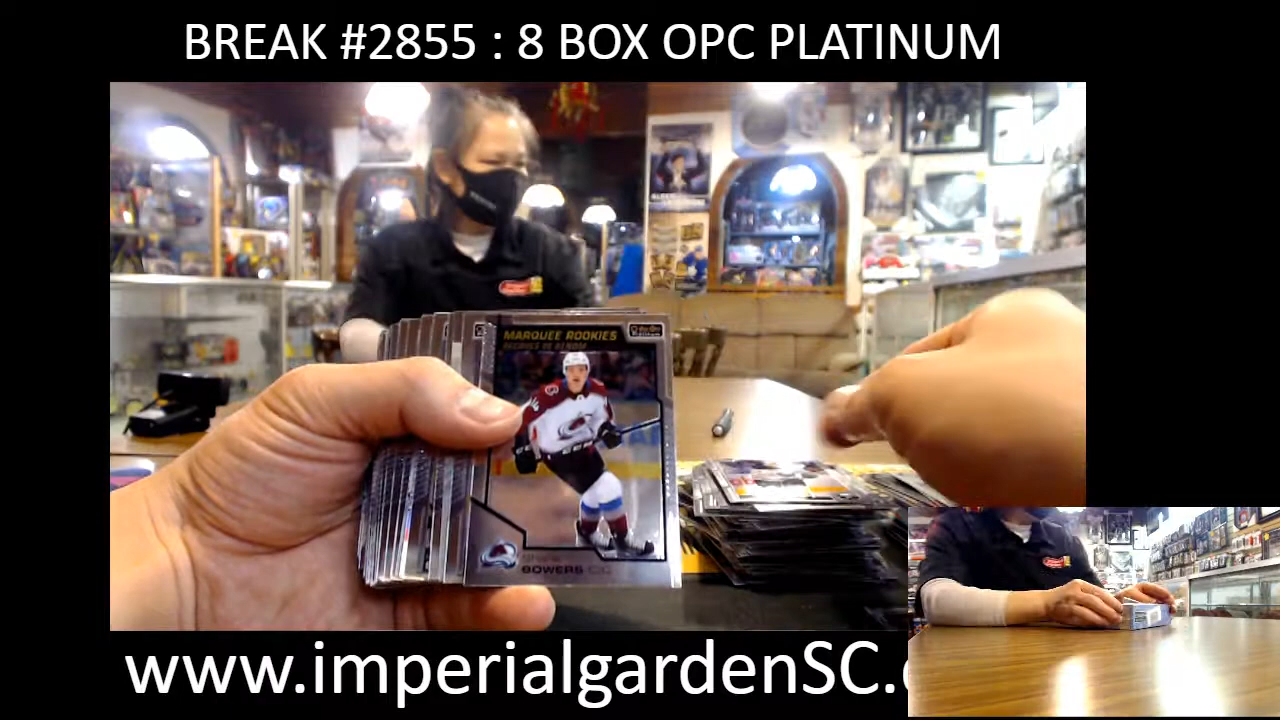 BREAK #2855 : 8 BOX OPC PLATINUM
MARQUEE ROOKIES
RECRUES DE RENOM
BOWERS
www.imperialgardenSC.